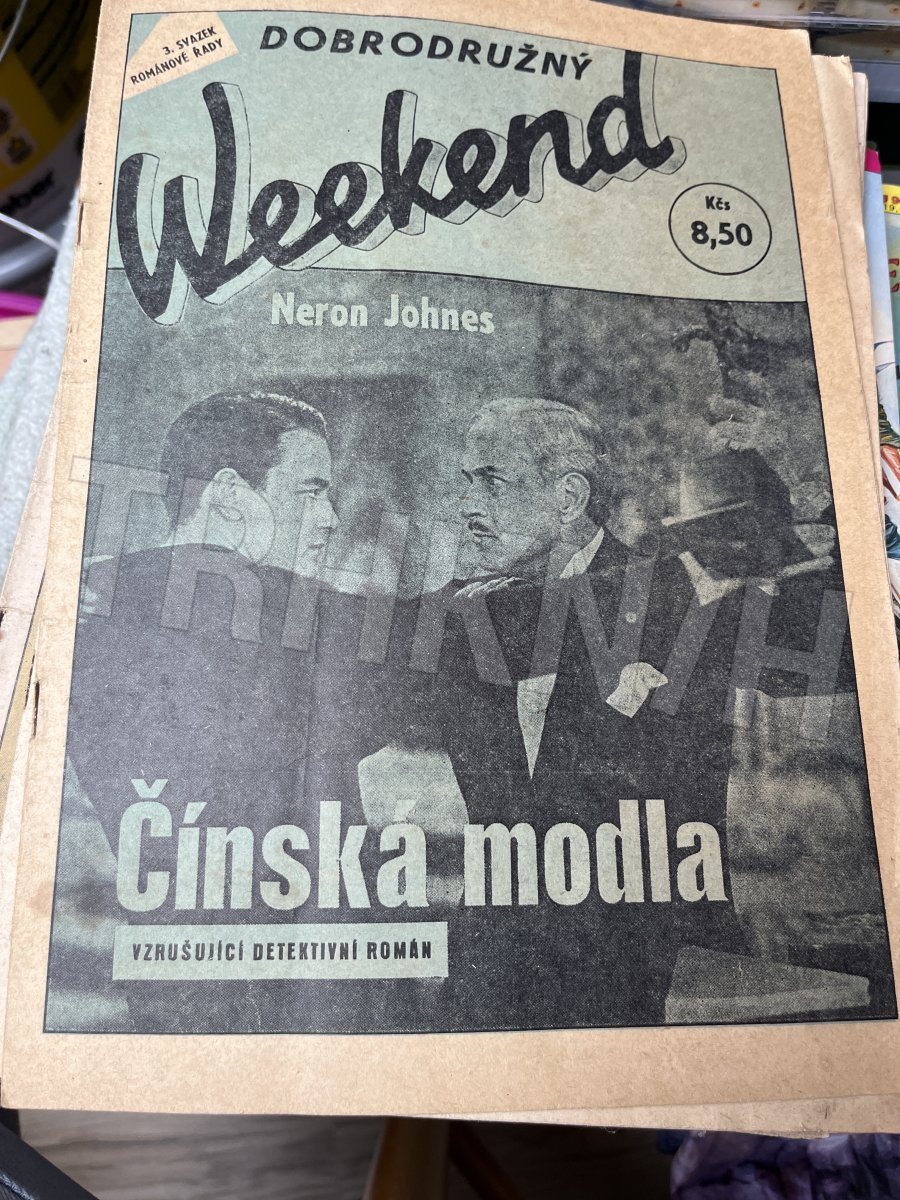 3. SVAZEK
ROMÁNOVÉ ŘADY
DOBRODRUŽNÝ
Weekend
Kčs
8,50
Neron Johnes
TRHKNIH
Čínská modla
VZRUŠUJÍCÍ DETEKTIVNÍ ROMÁN